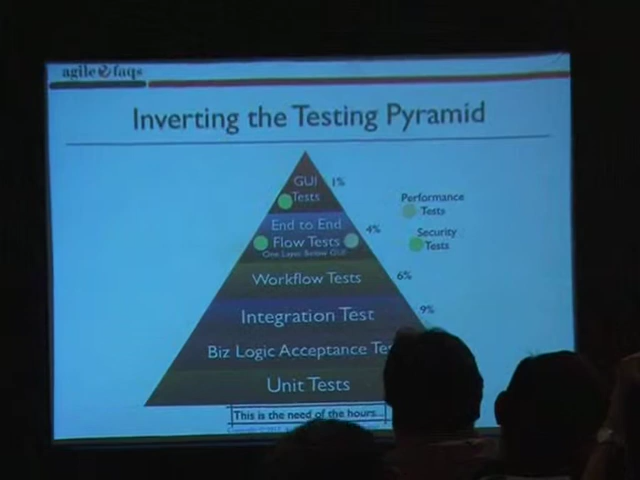 agile faqs
Inverting the Testing Pyramid
GUI 1%
Tests
Performance
Tests
End to End 4%
Flow Tests
One Layer Below GUI
Security
Tests
Workflow Tests 6%
Integration Test 9%
Biz Logic Acceptance Te
Unit Tests
This is the need of the hours...